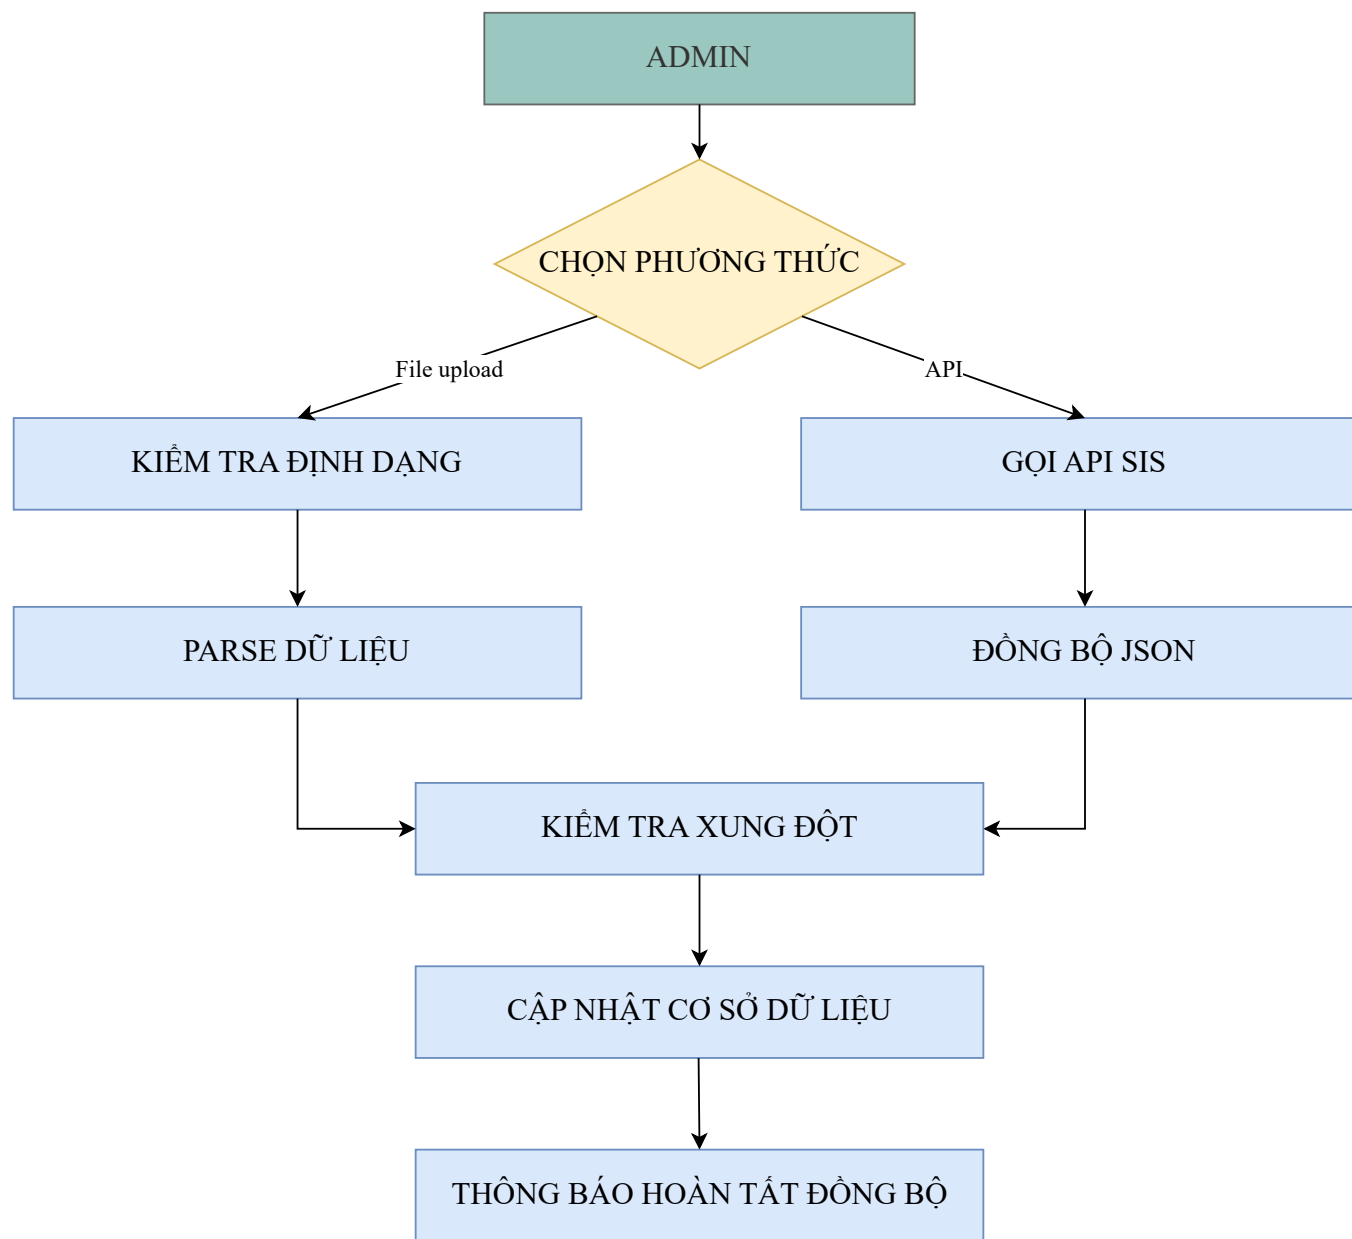 ADMIN
CHỌN PHƯƠNG THỨC
File upload
API
KIỂM TRA ĐỊNH DẠNG
GỌI API SIS
PARSE DỮ LIỆU
ĐỒNG BỘ JSON
KIỂM TRA XUNG ĐỘT
CẬP NHẬT CƠ SỞ DỮ LIỆU
THÔNG BÁO HOÀN TẤT ĐỒNG BỘ